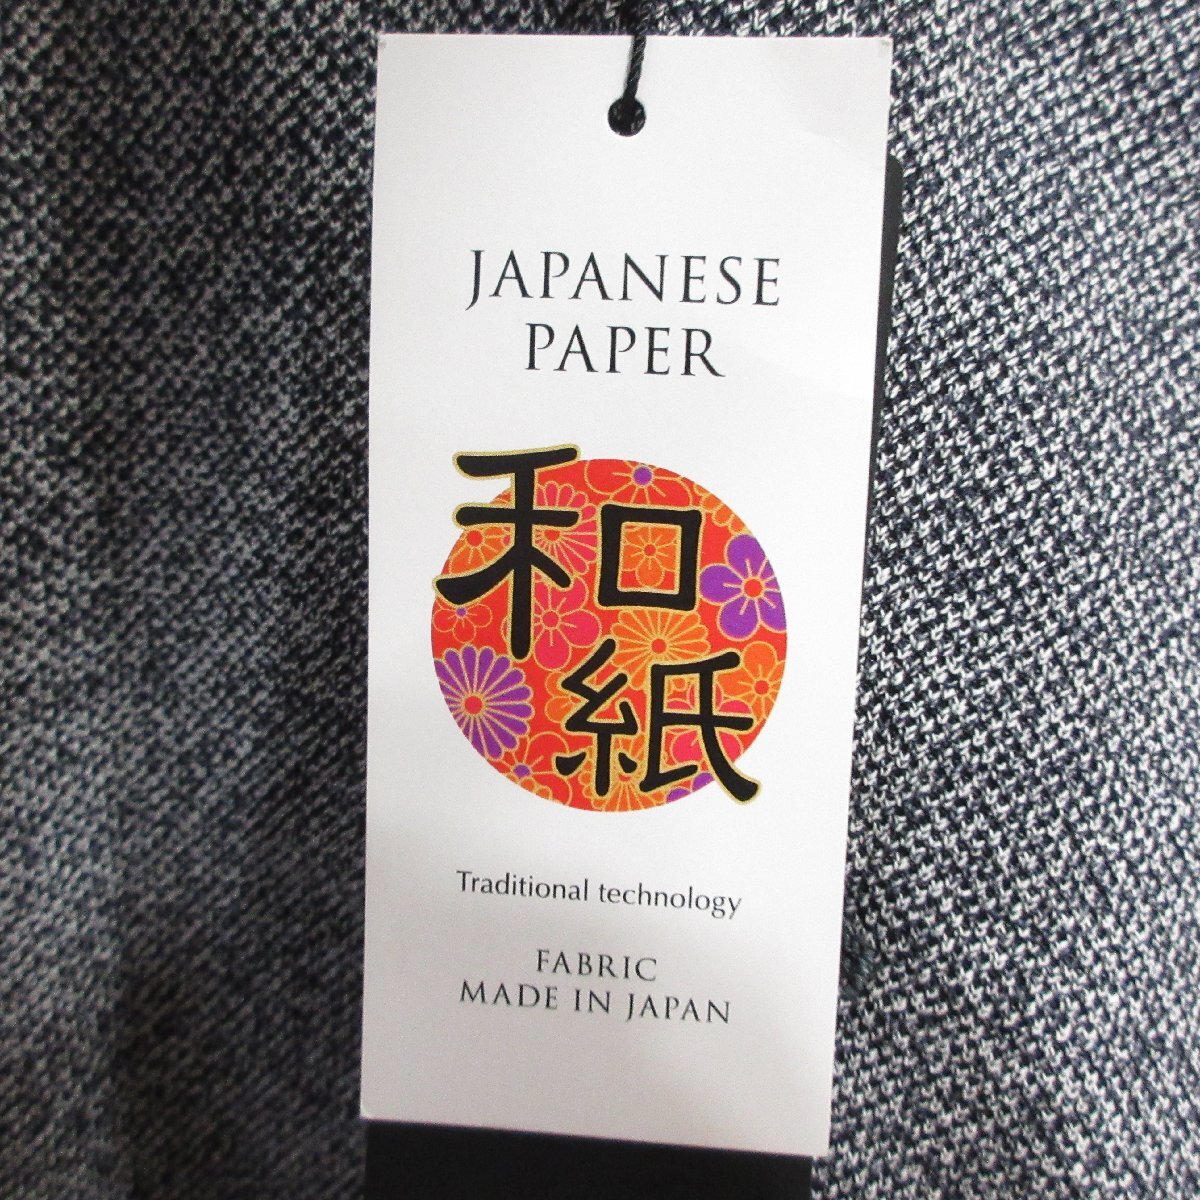 JAPANESE
PAPER
和
紙
Traditional technology
FABRIC
MADE IN JAPAN